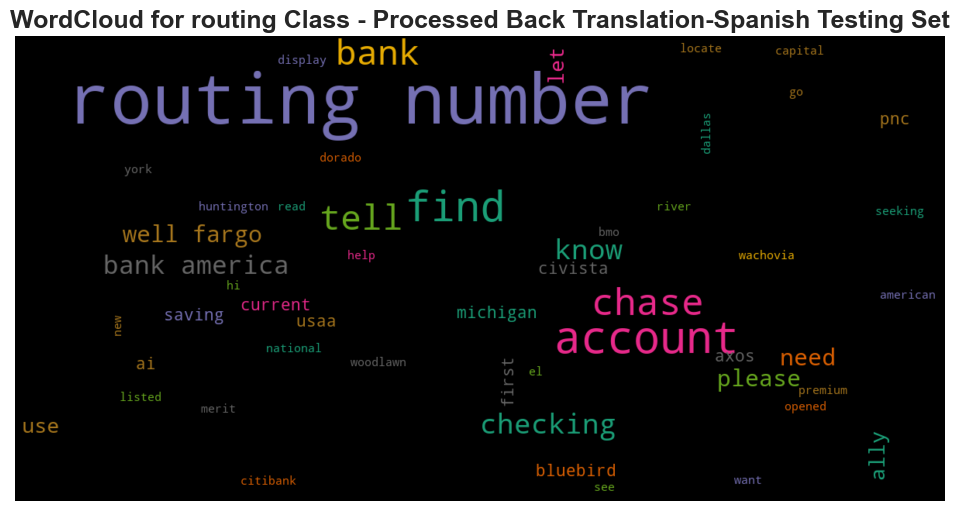 WordCloud for routing Class - Processed Back Translation-Spanish Testing Set
display
bank
let
locate
capital
routing number
go
pnc
dallas
dorado
york
huntington
read
tell
find
river
seeking
well fargo
bmo
know
bank america
help
civista
wachovia
hi
current
saving
usaa
michigan
chase
american
new
account
national
ai
woodlawn
first
el
axos
need
please
premium
listed
merit
opened
use
checking
ally
citibank
bluebird
see
want